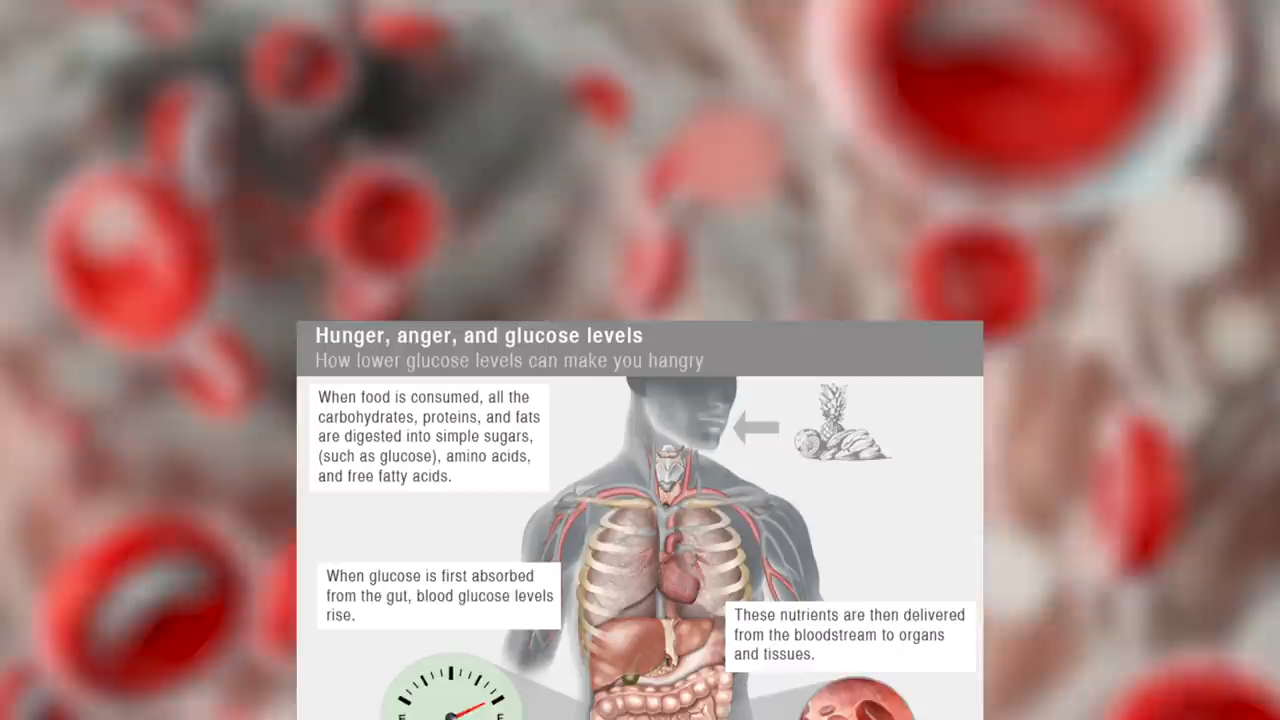 Hunger, anger, and glucose levels
How lower glucose levels can make you hangry
When food is consumed, all the
carbohydrates, proteins, and fats
are digested into simple sugars,
(such as glucose), amino acids,
and free fatty acids.
When glucose is first absorbed
from the gut, blood glucose levels
rise.
These nutrients are then delivered
from the bloodstream to organs
and tissues.